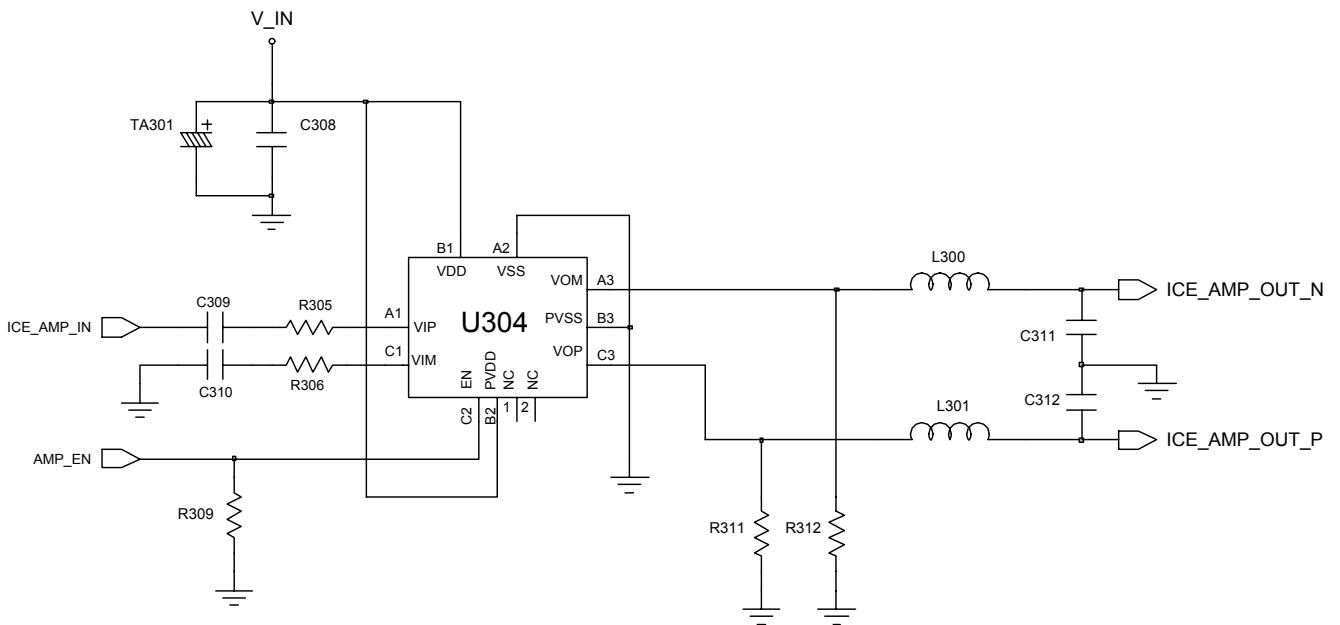 V_IN
TA301
+
C308
B1
A2
VDD
VSS
L300
VOM
A3
ICE_AMP_OUT_N
C309
R305
A1
U304
PVSS
B3
ICE_AMP_IN
VIP
C311
C1
VOP
C3
VIM
C310
R306
EN
PVDD
NC
NC
C312
L301
C2
B2
1
2
ICE_AMP_OUT_P
AMP_EN
R309
R311
R312